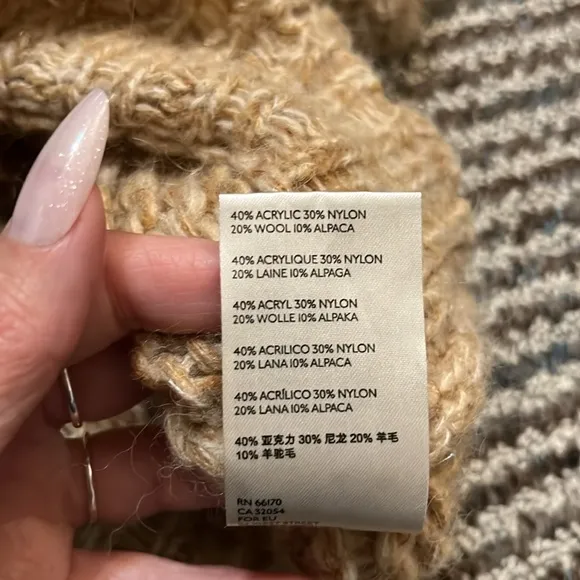 40% ACRYLIC 30% NYLON
20% WOOL 10% ALPACA
40% ACRYLIQUE 30% NYLON
20% LAINE 10% ALPAGA
40% ACRYL 30% NYLON
20% WOLLE 10% ALPAKA
40% ACRILICO 30% NYLON
20% LANA 10% ALPACA
40% ACRÍLICO 30% NYLON
20% LANA 10% ALPACA
40% 亚克力 30% 尼龙 20% 羊毛
10% 羊驼毛
RN 66170
CA 32054
FOR EU